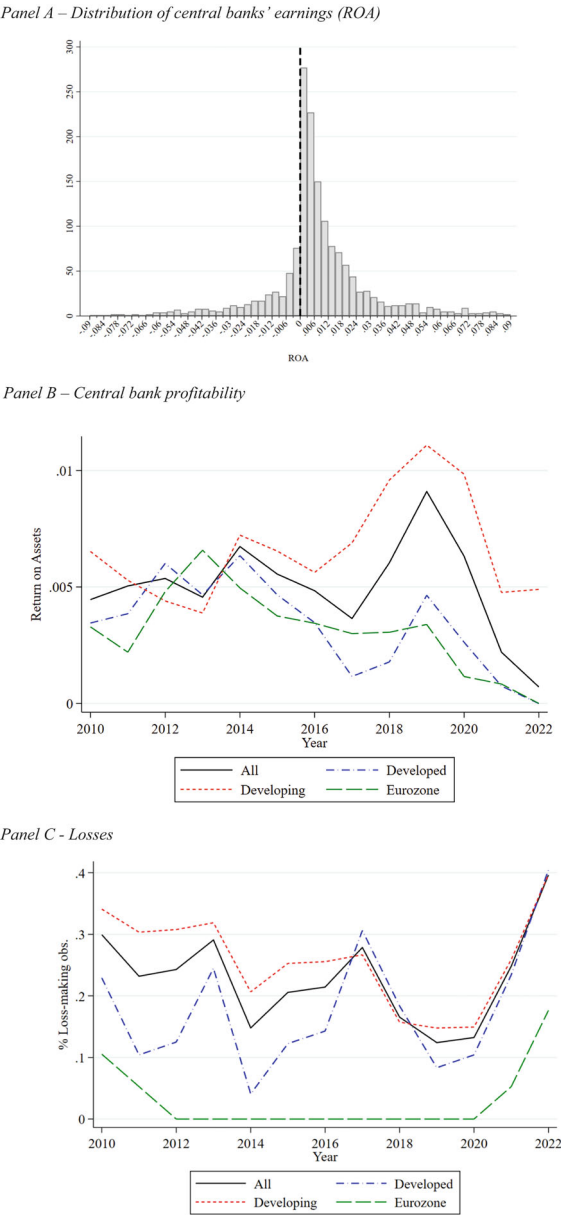 Panel A – Distribution of central banks' earnings (ROA)
300
250
200
150
100
50
0
-.09 -.084 -.078 -.072 -.066 -.06 -.054 -.048 -.042 -.036 -.03 -.024 -.018 -.012 -.006 0 .006 .012 .018 .024 .03 .036 .042 .048 .054 .06 .066 .072 .078 .084 .09
ROA
Panel B – Central bank profitability
Return on Assets
.01
.005
0
2010 2012 2014 2016 2018 2020 2022
Year
All Developed
Developing Eurozone
Panel C - Losses
% Loss-making obs.
.4
.3
.2
.1
0
2010 2012 2014 2016 2018 2020 2022
Year
All Developed
Developing Eurozone